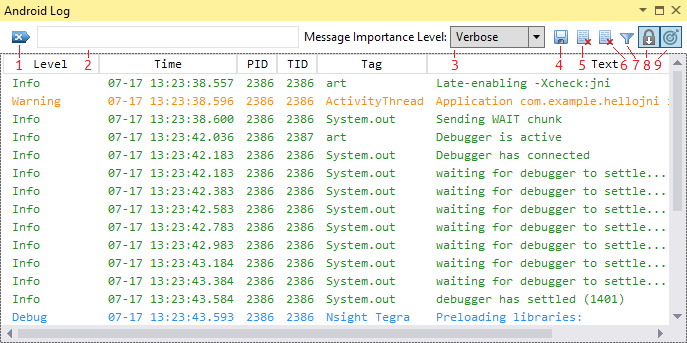 Android Log
Message Importance Level: Verbose
1 2 3 4 5 6 7 8 9
Level Time PID TID Tag Text
Info 07-17 13:23:38.557 2386 2386 art Late-enabling -Xcheck:jni
Warning 07-17 13:23:38.596 2386 2386 ActivityThread Application com.example.hellojni
Info 07-17 13:23:38.600 2386 2386 System.out Sending WAIT chunk
Info 07-17 13:23:42.036 2386 2387 art Debugger is active
Info 07-17 13:23:42.183 2386 2386 System.out Debugger has connected
Info 07-17 13:23:42.183 2386 2386 System.out waiting for debugger to settle...
Info 07-17 13:23:42.383 2386 2386 System.out waiting for debugger to settle...
Info 07-17 13:23:42.583 2386 2386 System.out waiting for debugger to settle...
Info 07-17 13:23:42.783 2386 2386 System.out waiting for debugger to settle...
Info 07-17 13:23:42.983 2386 2386 System.out waiting for debugger to settle...
Info 07-17 13:23:43.184 2386 2386 System.out waiting for debugger to settle...
Info 07-17 13:23:43.384 2386 2386 System.out waiting for debugger to settle...
Info 07-17 13:23:43.584 2386 2386 System.out debugger has settled (1401)
Debug 07-17 13:23:43.593 2386 2386 Nsight Tegra Preloading libraries: